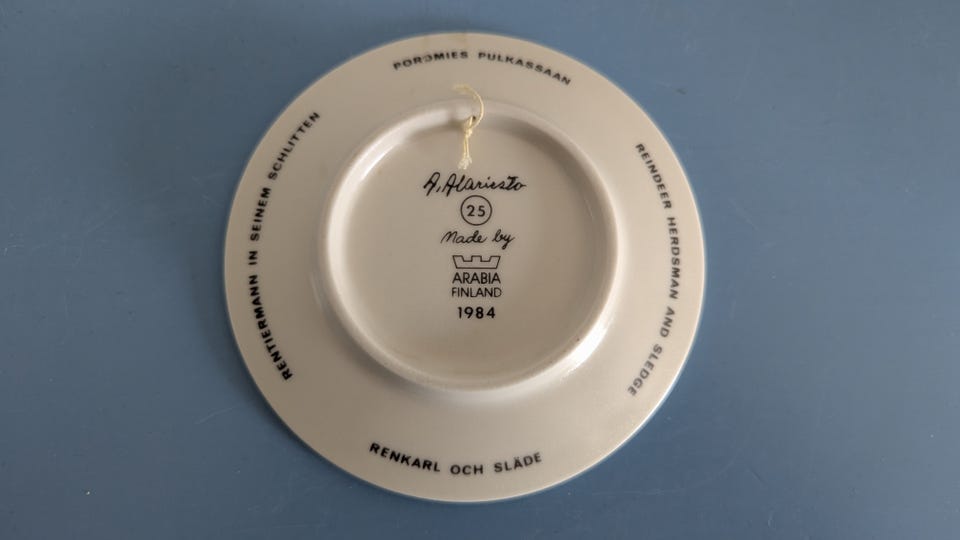 POROMIES PULKASSAAN
REINDEER HERDSMAN AND SLEDGE
RENKARL OCH SLÄDE
RENTIERMANN IN SEINEM SCHLITTEN
A. Alariesto
25
Made by
ARABIA
FINLAND
1984